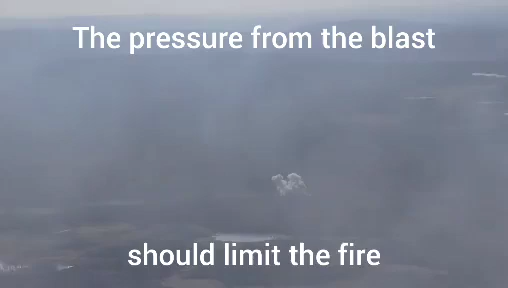 The pressure from the blast
should limit the fire